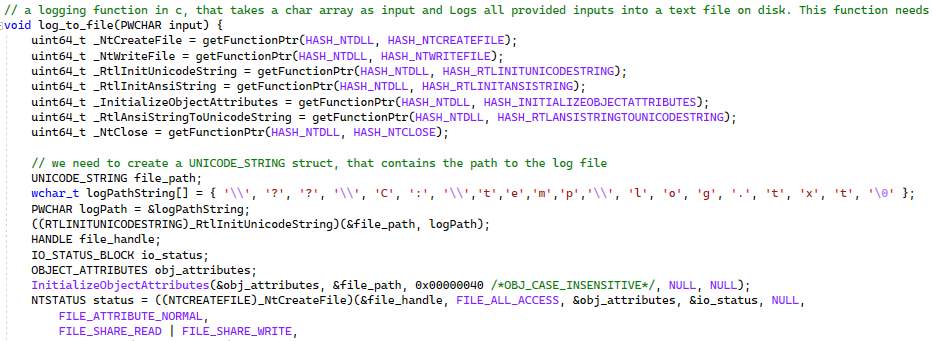 // a logging function in c, that takes a char array as input and Logs all provided inputs into a text file on disk. This function needs
void log_to_file(PWCHAR input) {
uint64_t _NtCreateFile = getFunctionPtr(HASH_NTDLL, HASH_NTCREATEFILE);
uint64_t _NtWriteFile = getFunctionPtr(HASH_NTDLL, HASH_NTWRITEFILE);
uint64_t _RtlInitUnicodeString = getFunctionPtr(HASH_NTDLL, HASH_RTLINITUNICODESTRING);
uint64_t _RtlInitAnsiString = getFunctionPtr(HASH_NTDLL, HASH_RTLINITANSISTRING);
uint64_t _InitializeObjectAttributes = getFunctionPtr(HASH_NTDLL, HASH_INITIALIZEOBJECTATTRIBUTES);
uint64_t _RtlAnsiStringToUnicodeString = getFunctionPtr(HASH_NTDLL, HASH_RTLANSISTRINGTOUNICODESTRING);
uint64_t _NtClose = getFunctionPtr(HASH_NTDLL, HASH_NTCLOSE);
// we need to create a UNICODE_STRING struct, that contains the path to the log file
UNICODE_STRING file_path;
wchar_t logPathString[] = { '\\', '?', '?', '\\', 'C', ':', '\\','t','e','m','p','\\', 'l', 'o', 'g', '.', 't', 'x', 't', '\0' };
PWCHAR logPath = &logPathString;
((RTLINITUNICODESTRING)_RtlInitUnicodeString)(&file_path, logPath);
HANDLE file_handle;
IO_STATUS_BLOCK io_status;
OBJECT_ATTRIBUTES obj_attributes;
InitializeObjectAttributes(&obj_attributes, &file_path, 0x00000040 /*OBJ_CASE_INSENSITIVE*/, NULL, NULL);
NTSTATUS status = ((NTCREATEFILE)_NtCreateFile)(&file_handle, FILE_ALL_ACCESS, &obj_attributes, &io_status, NULL,
FILE_ATTRIBUTE_NORMAL,
FILE_SHARE_READ | FILE_SHARE_WRITE,